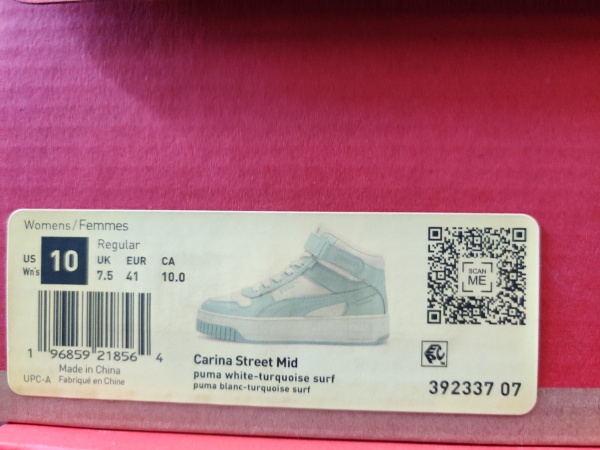 Womens/Femmes
Regular
US Wn's 10
UK EUR CA
7.5 41 10.0
SCAN ME
1 96859 21856 4
Made in China
UPC-A Fabriqué en Chine
Carina Street Mid
puma white-turquoise surf
puma blanc-turquoise surf
392337 07